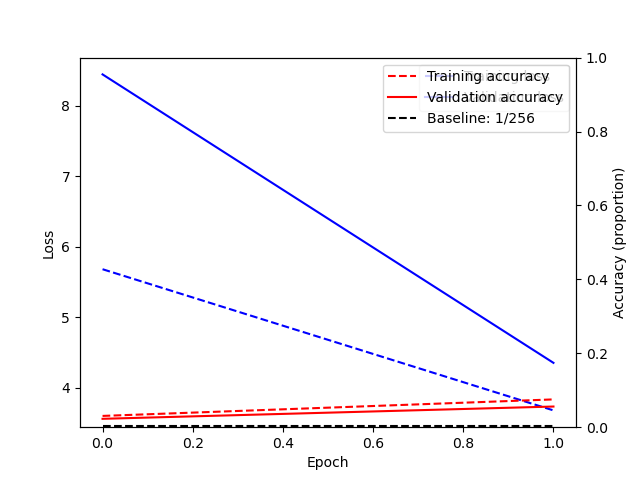 Training accuracy
Validation accuracy
Baseline: 1/256
8
7
6
5
4
Loss
1.0
0.8
0.6
0.4
0.2
0.0
Accuracy (proportion)
0.0 0.2 0.4 0.6 0.8 1.0
Epoch